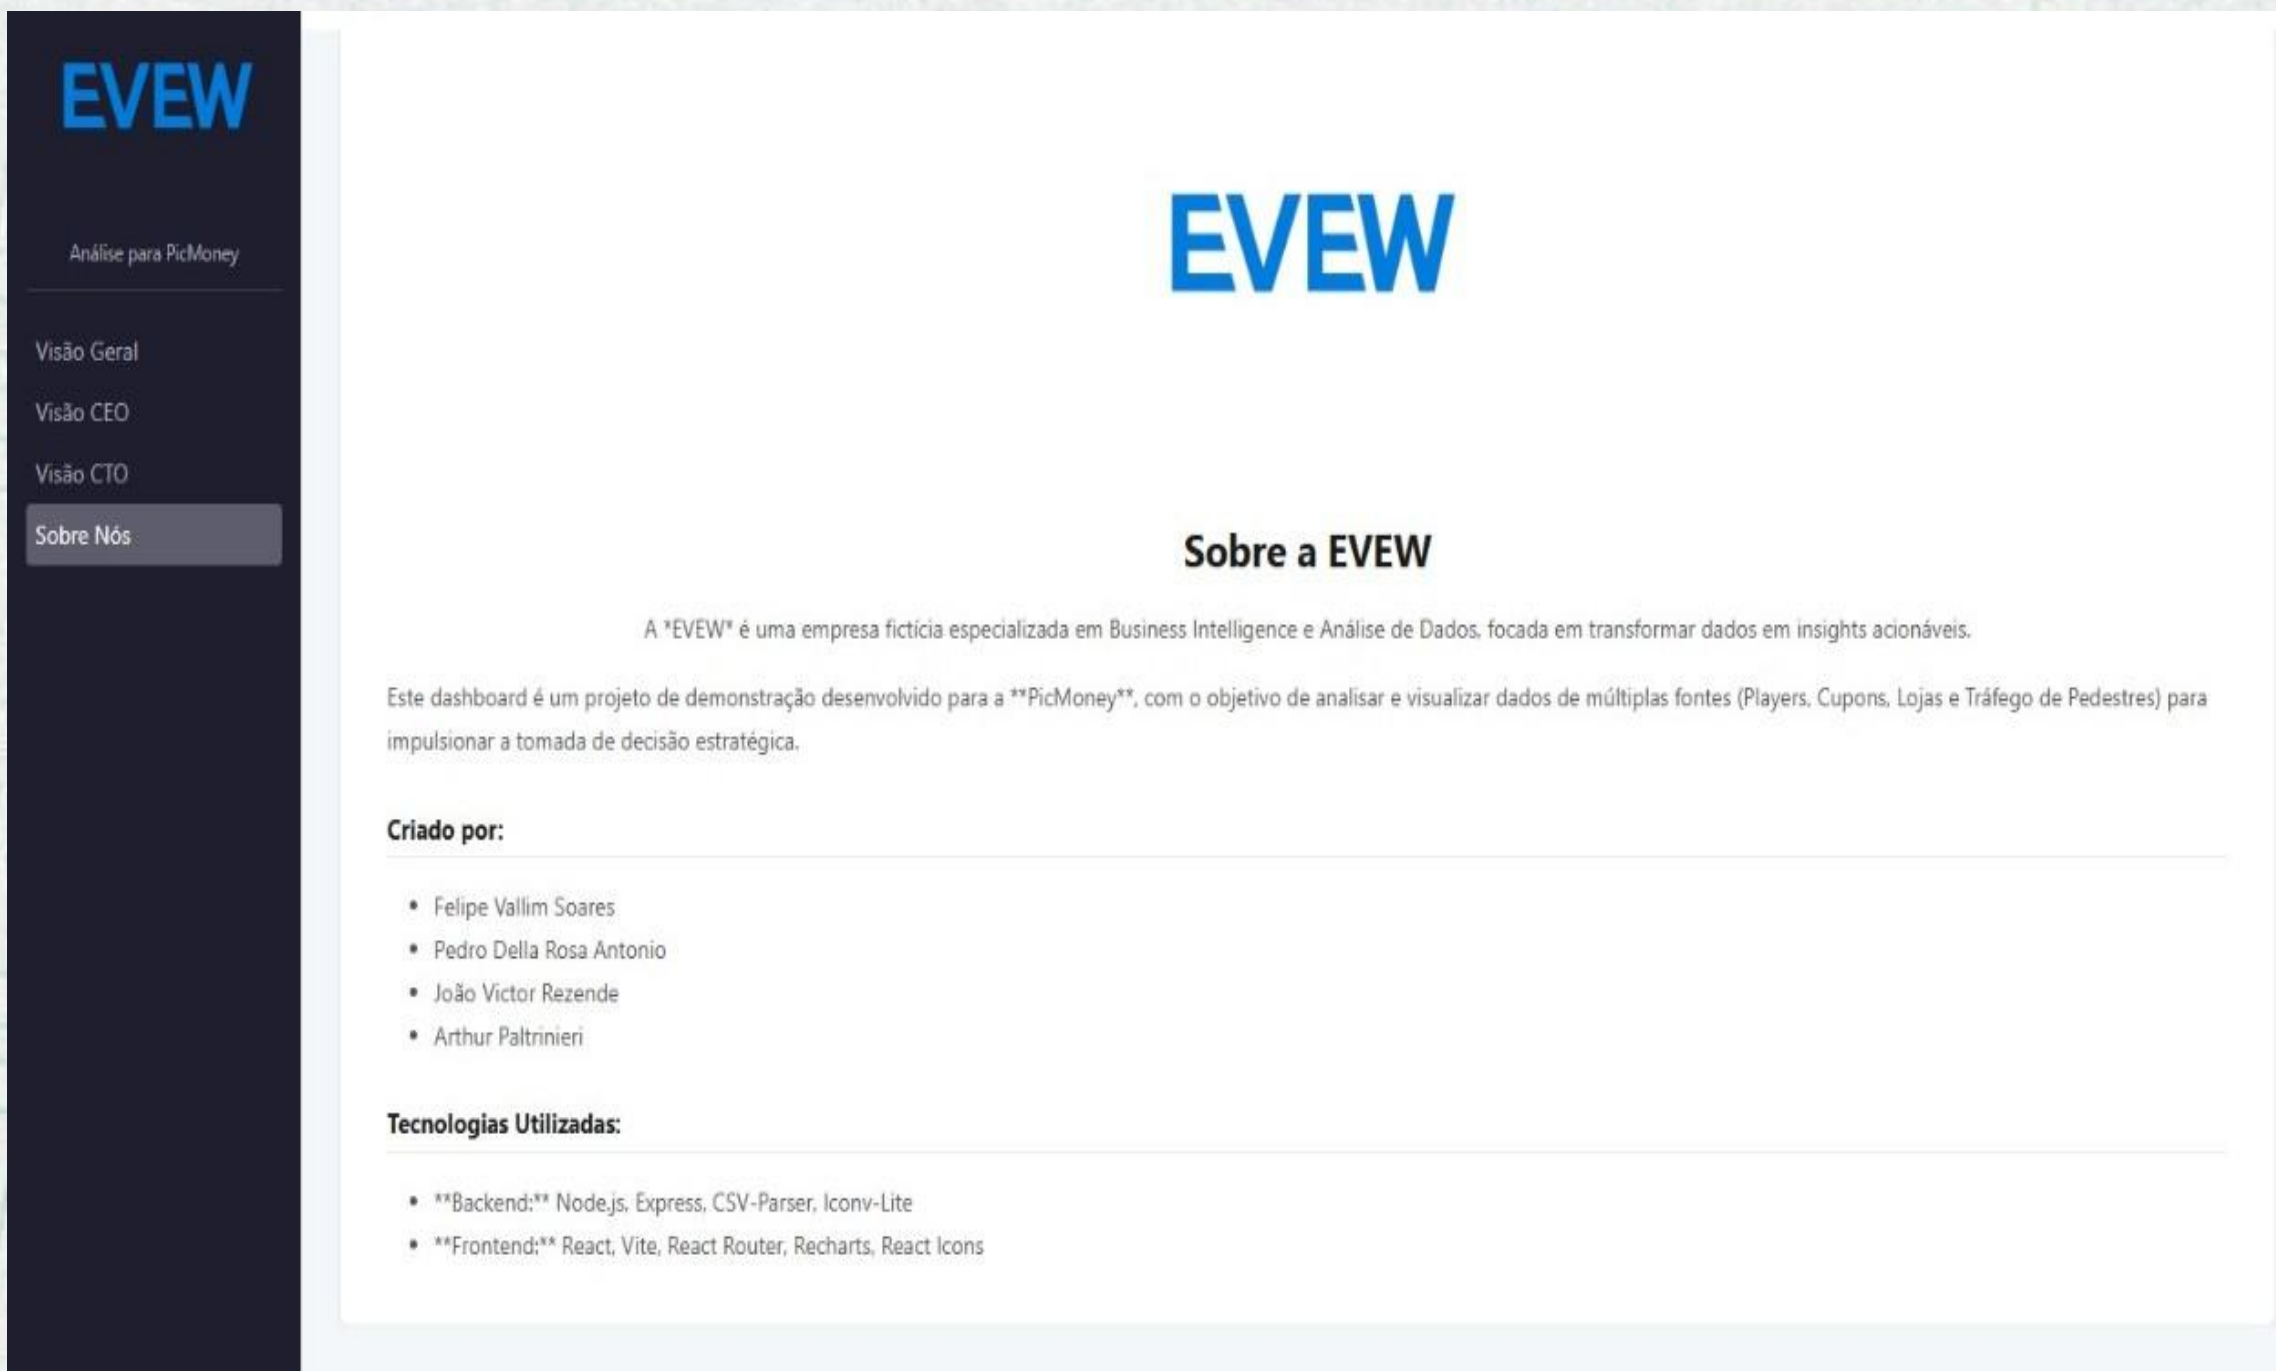 EVEW
Análise para PicMoney
Visão Geral
Visão CEO
Visão CTO
Sobre Nós
EVEW
Sobre a EVEW
A *EVEW* é uma empresa fictícia especializada em Business Intelligence e Análise de Dados, focada em transformar dados em insights acionáveis.
Este dashboard é um projeto de demonstração desenvolvido para a **PicMoney**, com o objetivo de analisar e visualizar dados de múltiplas fontes (Players, Cupons, Lojas e Tráfego de Pedestres) para
impulsionar a tomada de decisão estratégica.
Criado por:
• Felipe Vallim Soares
• Pedro Della Rosa Antonio
• João Victor Rezende
• Arthur Paltrinieri
Tecnologias Utilizadas:
• **Backend:** Node.js, Express, CSV-Parser, Iconv-Lite
• **Frontend:** React, Vite, React Router, Recharts, React Icons